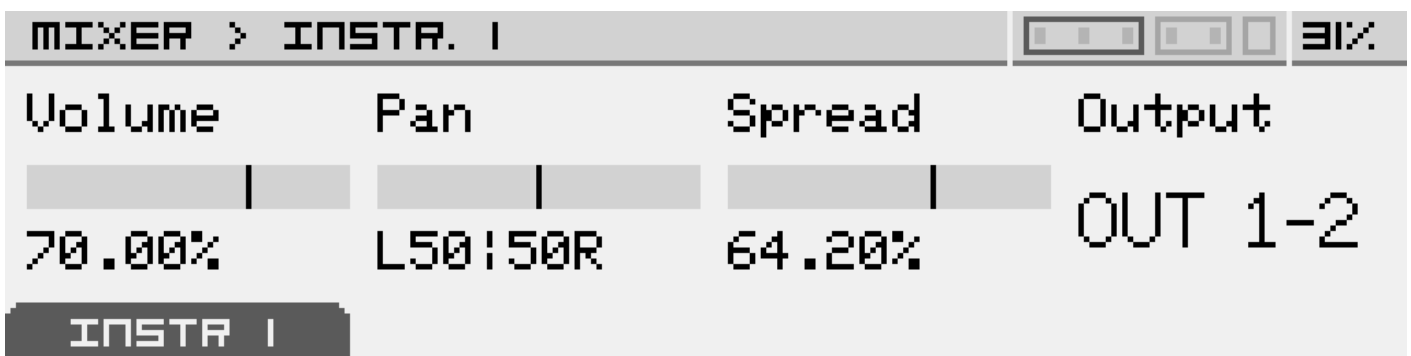 MIXER > INSTR. 1 31%
Volume Pan Spread Output
70.00% L50¦50R 64.20% OUT 1-2
INSTR 1